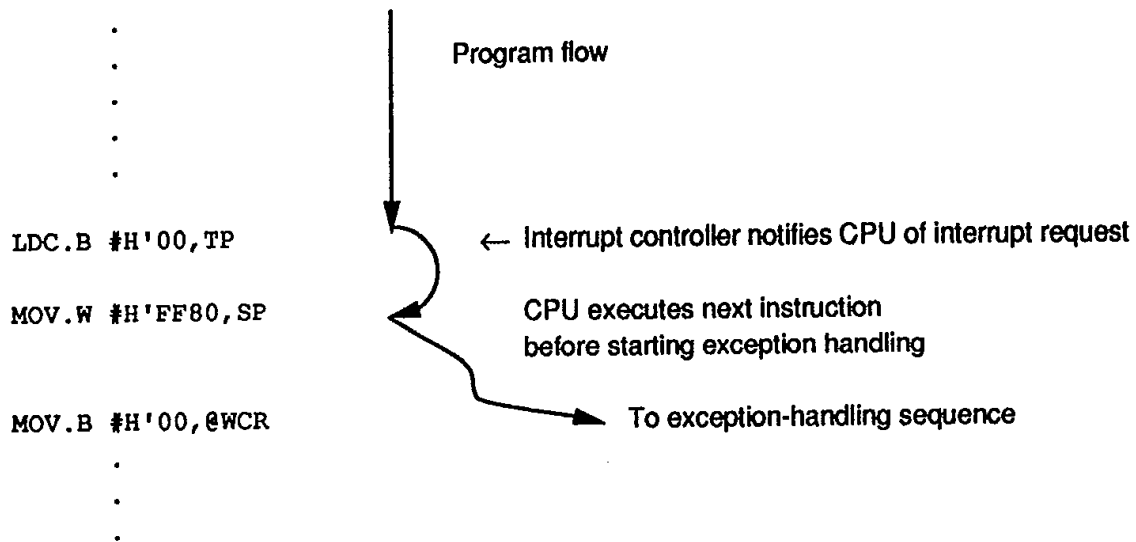 Program flow
LDC.B #H'00,TP
← Interrupt controller notifies CPU of interrupt request
MOV.W #H'FF80,SP
CPU executes next instruction
before starting exception handling
MOV.B #H'00,@WCR
To exception-handling sequence